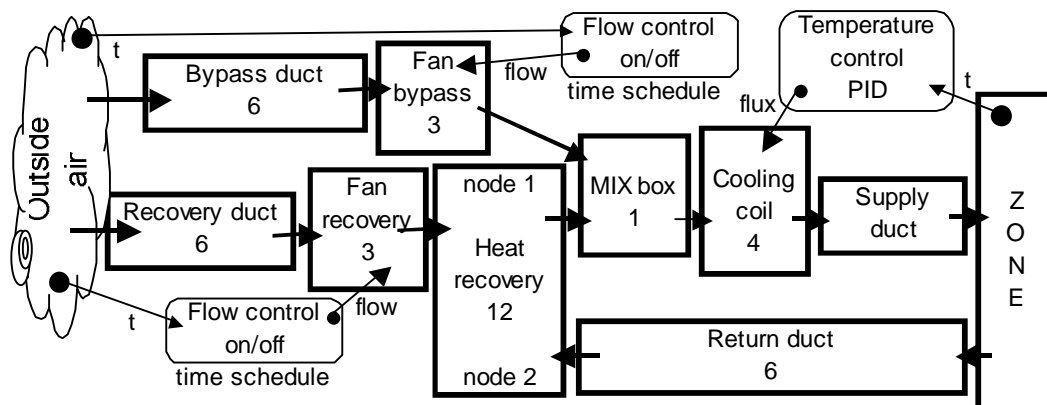 Outside
air
t
Bypass duct
6
Fan
bypass
3
flow
Flow control
on/off
time schedule
Temperature
control
PID
t
flux
Recovery duct
6
Fan
recovery
3
flow
t
Flow control
on/off
time schedule
node 1
Heat
recovery
12
node 2
MIX box
1
Cooling
coil
4
Supply
duct
Return duct
6
Z
O
N
E